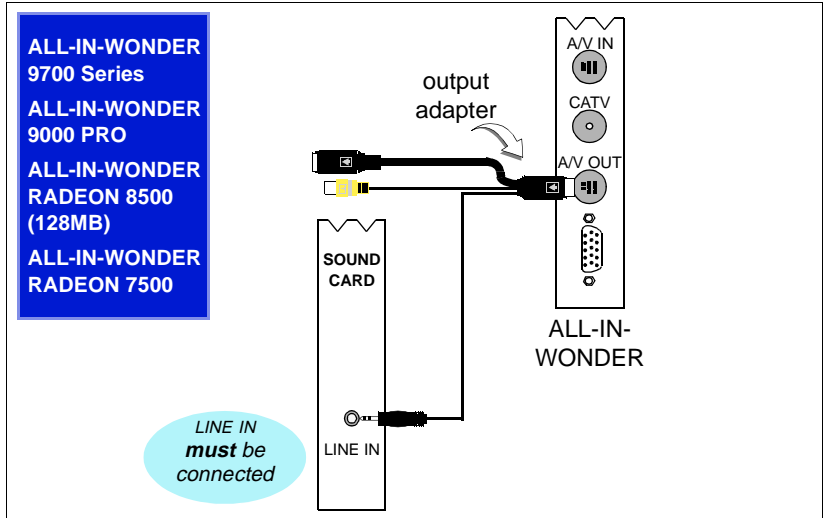 ALL-IN-WONDER
9700 Series
ALL-IN-WONDER
9000 PRO
ALL-IN-WONDER
RADEON 8500
(128MB)
ALL-IN-WONDER
RADEON 7500
output
adapter
A/V IN
CATV
A/V OUT
SOUND
CARD
ALL-IN-
WONDER
LINE IN
LINE IN
must be
connected